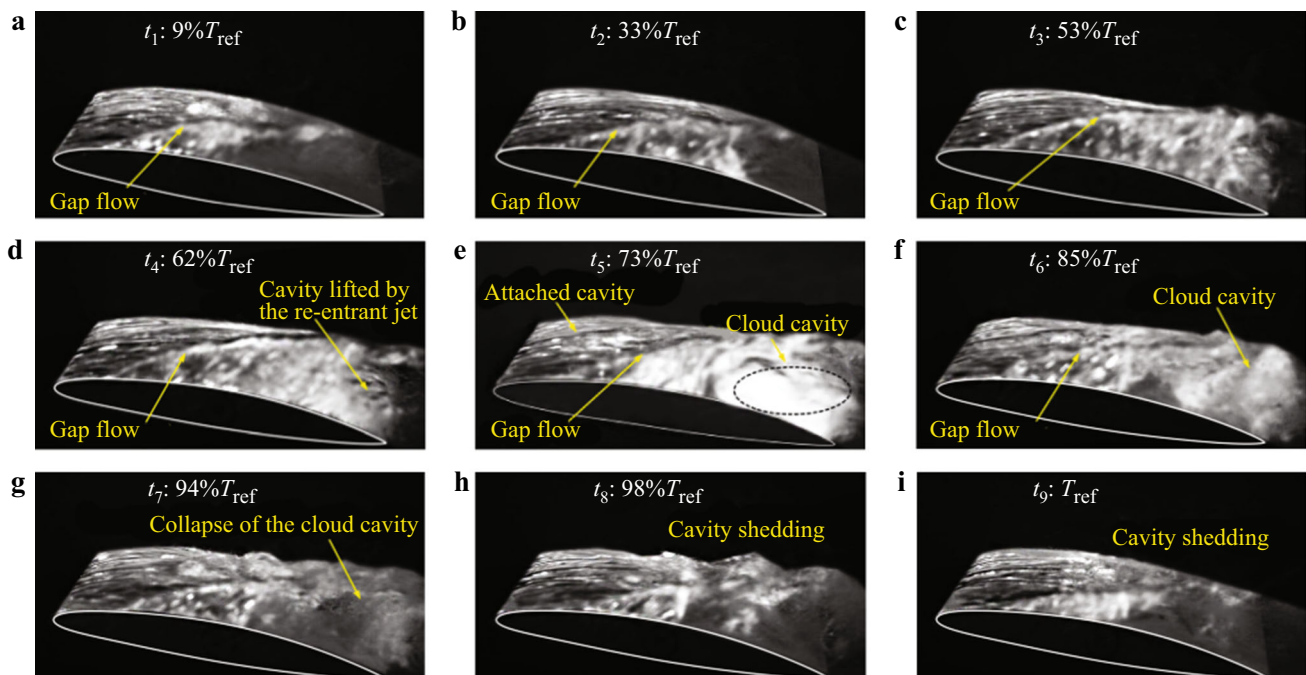 a
t1: 9%Tref
Gap flow
b
t2: 33%Tref
Gap flow
c
t3: 53%Tref
Gap flow
d
t4: 62%Tref
Cavity lifted by
the re-entrant jet
Gap flow
e
t5: 73%Tref
Attached cavity
Cloud cavity
Gap flow
f
t6: 85%Tref
Cloud cavity
Gap flow
g
t7: 94%Tref
Collapse of the cloud cavity
h
t8: 98%Tref
Cavity shedding
i
t9: Tref
Cavity shedding